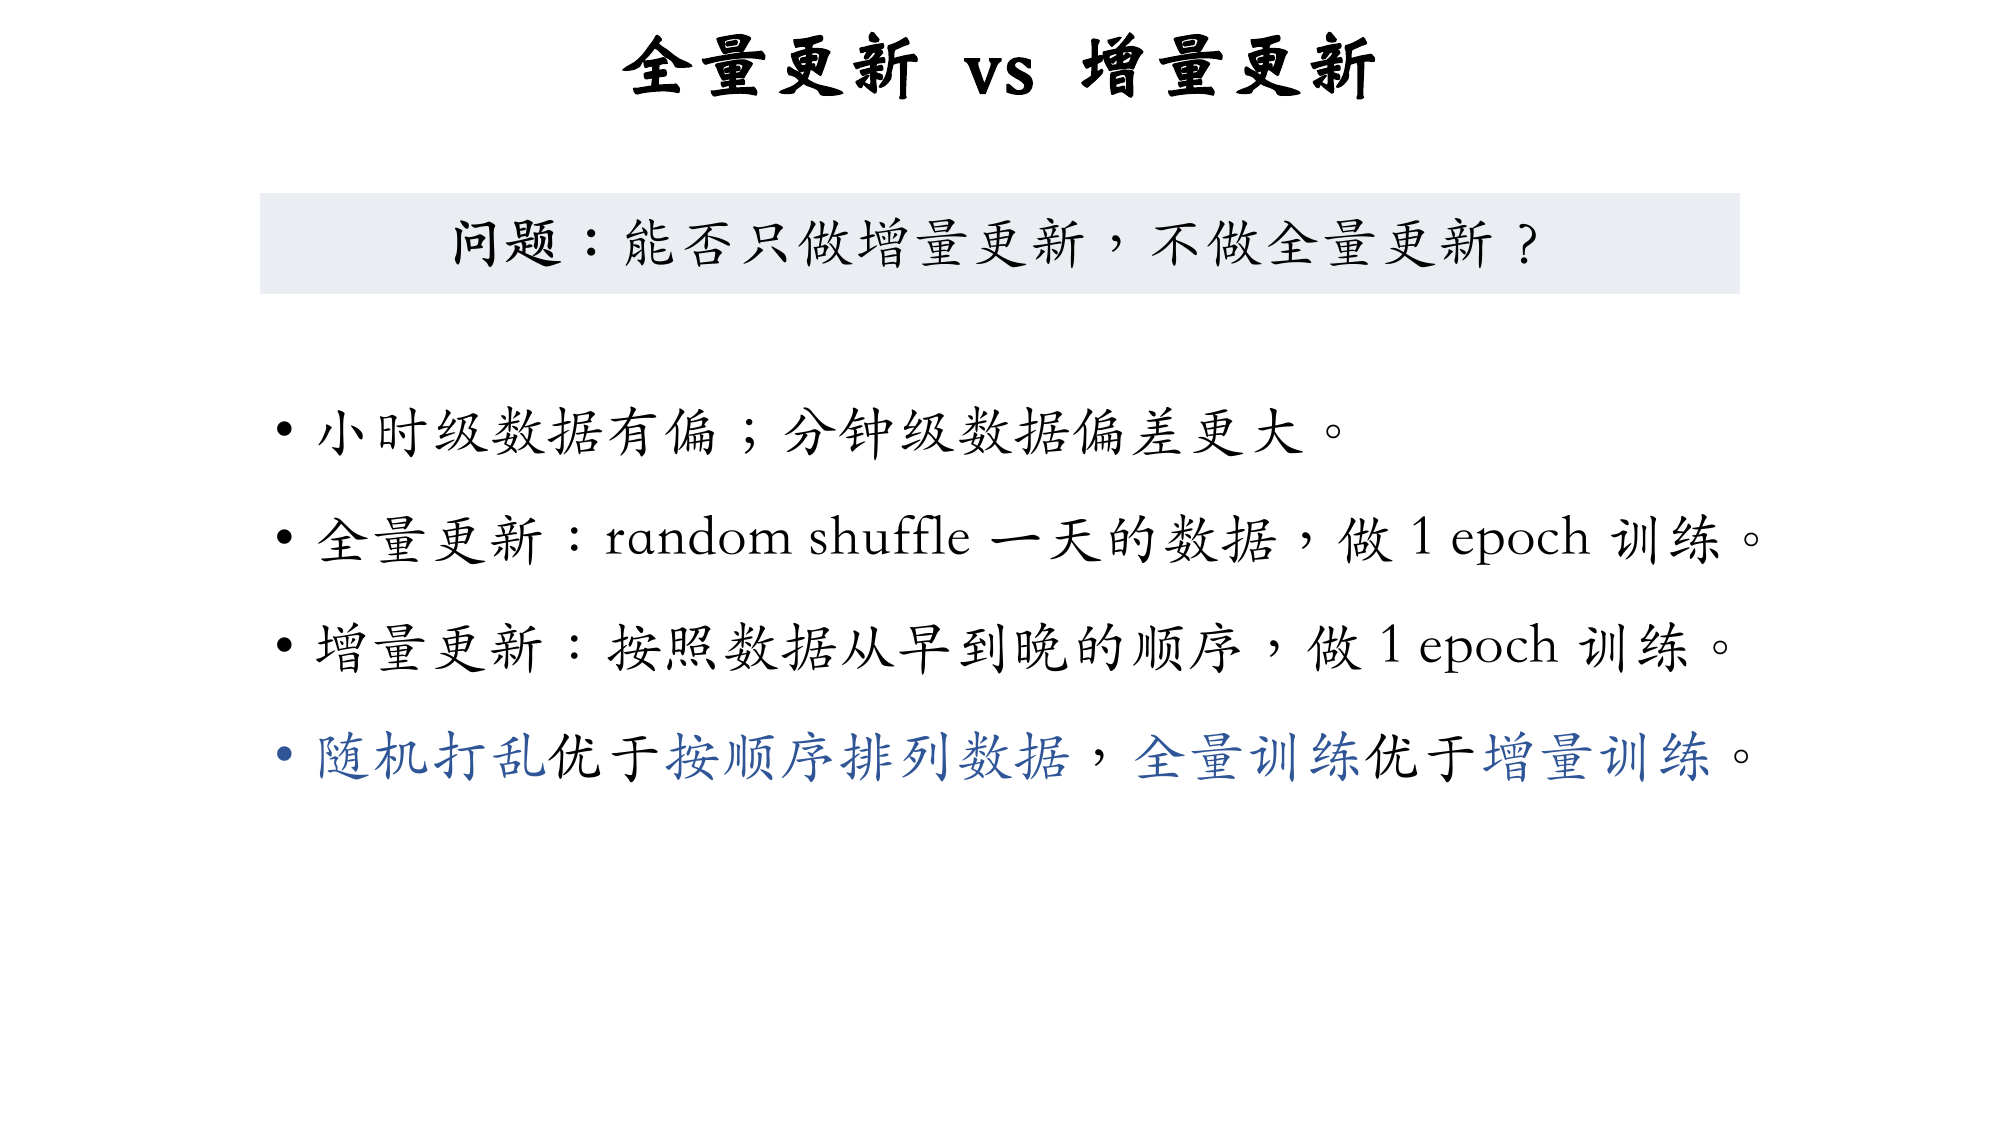 全量更新 vs 增量更新
问题：能否只做增量更新，不做全量更新？
• 小时级数据有偏；分钟级数据偏差更大。
• 全量更新：random shuffle 一天的数据，做 1 epoch 训练。
• 增量更新：按照数据从早到晚的顺序，做 1 epoch 训练。
• 随机打乱优于按顺序排列数据，全量训练优于增量训练。